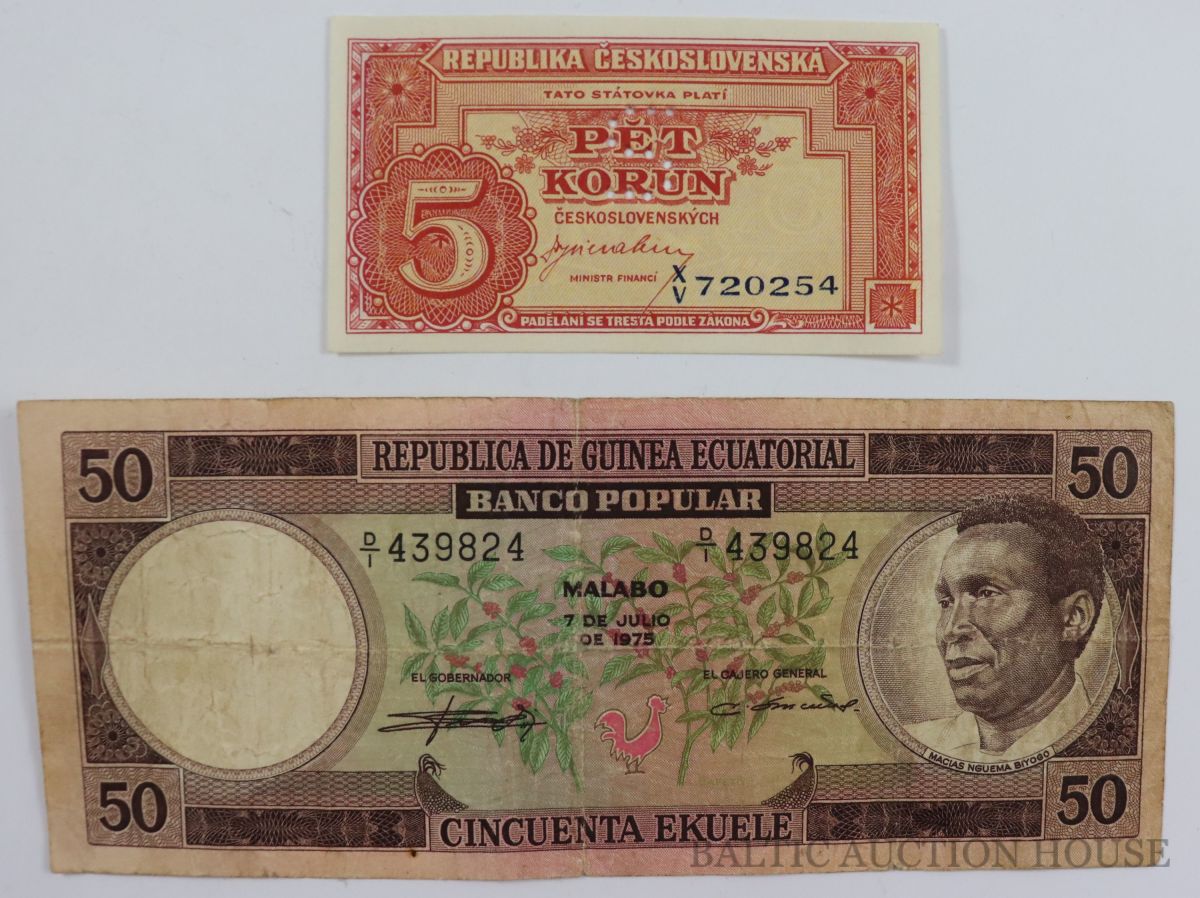 REPUBLIKA ČESKOSLOVENSKÁ
TATO STÁTOVKA PLATÍ
PĚT
KORUN
ČESKOSLOVENSKÝCH
5
MINISTR FINANCÍ
X/V 720254
PADĚLÁNÍ SE TRESTÁ PODLE ZÁKONA
50
REPUBLICA DE GUINEA ECUATORIAL
50
BANCO POPULAR
D/1 439824
D/1 439824
MALABO
7 DE JULIO
DE 1975
EL GOBERNADOR
EL CAJERO GENERAL
MACIAS NGUEMA BIYOGO
50
CINCUENTA EKUELE
50
BALTIC AUCTION HOUSE